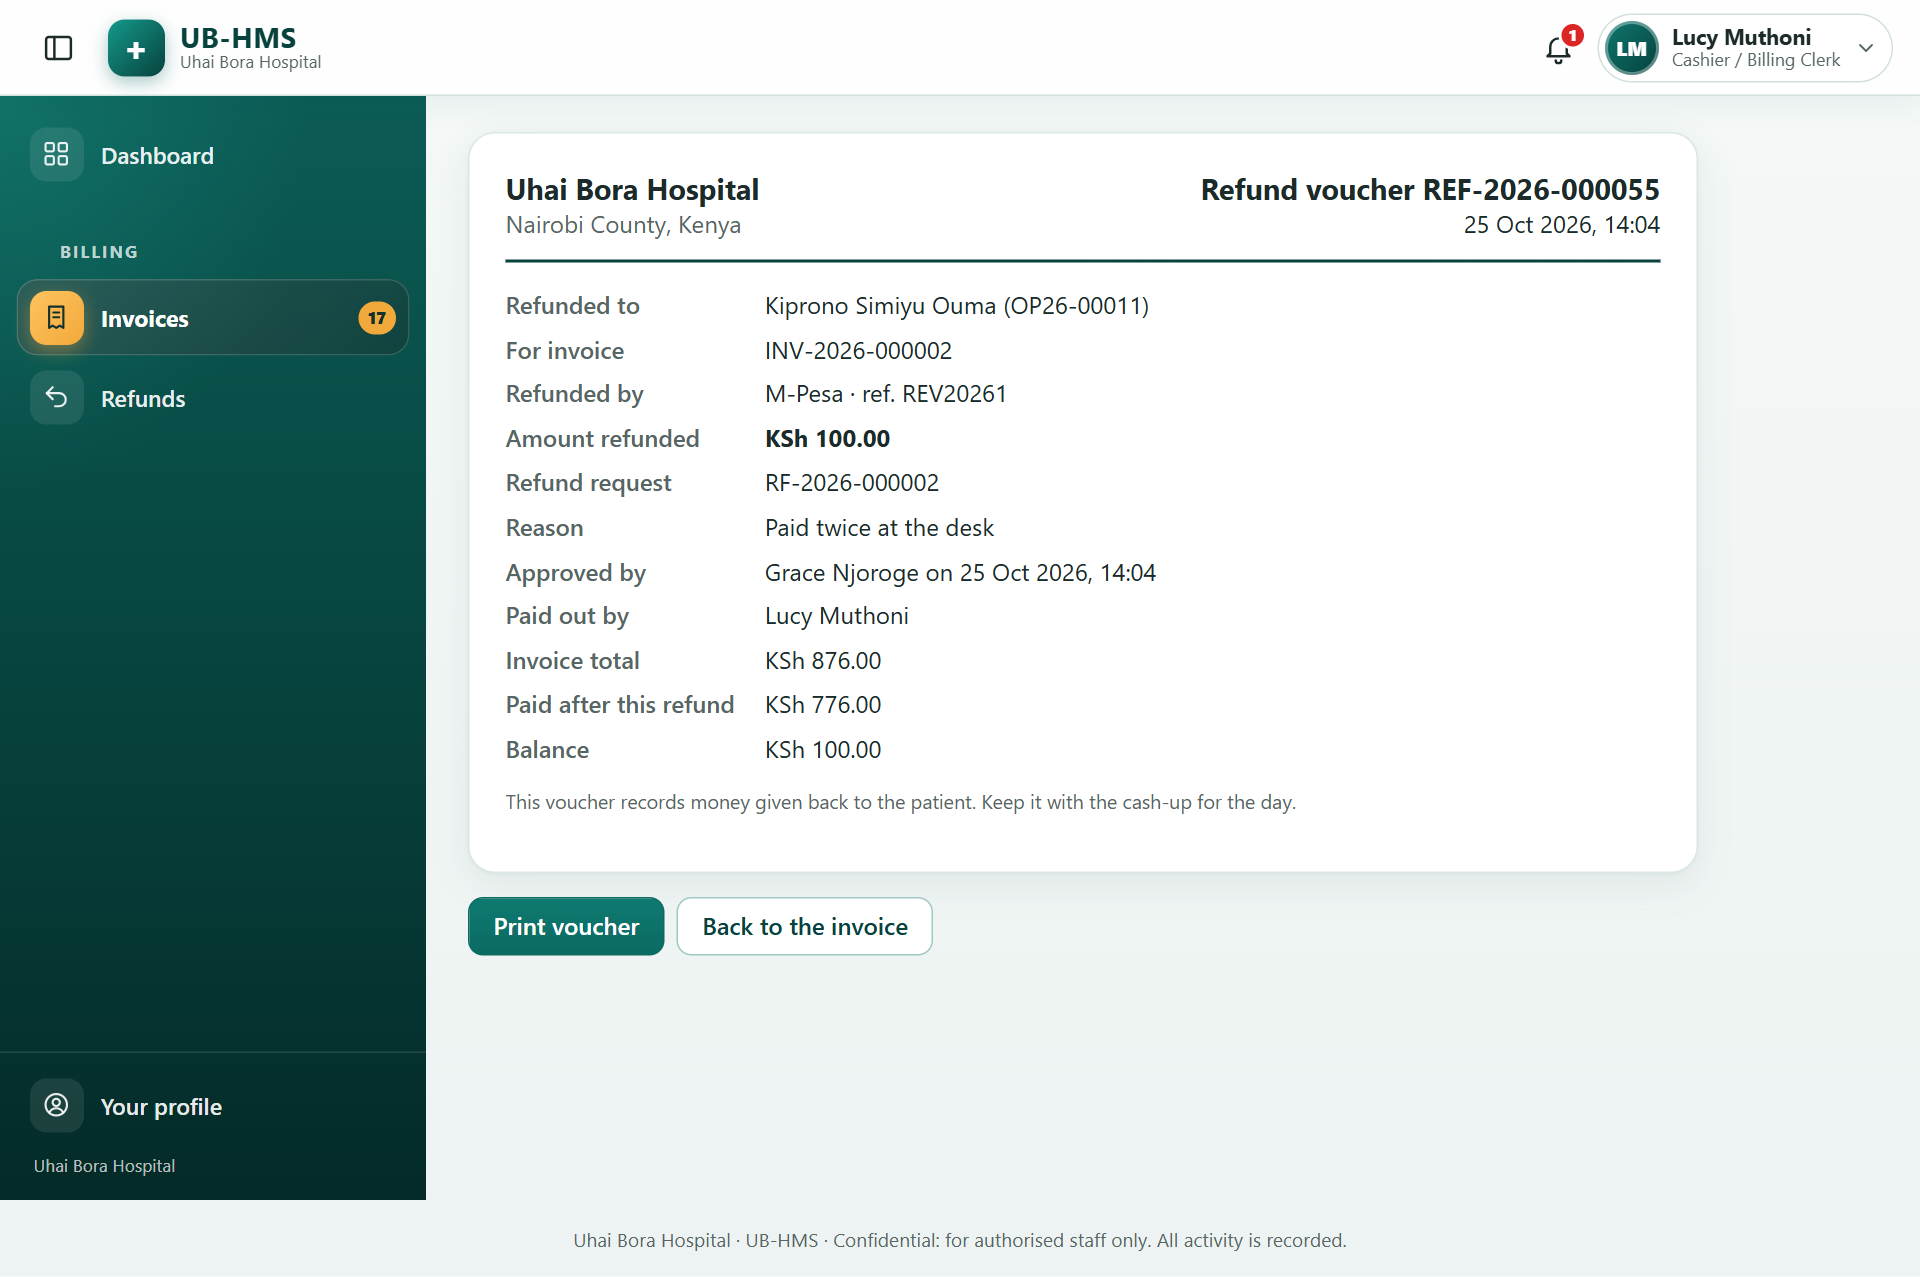 UB-HMS
Uhai Bora Hospital
1
LM
Lucy Muthoni
Cashier / Billing Clerk
Dashboard
BILLING
Invoices 17
Refunds
Your profile
Uhai Bora Hospital
Uhai Bora Hospital
Nairobi County, Kenya
Refund voucher REF-2026-000055
25 Oct 2026, 14:04
Refunded to Kiprono Simiyu Ouma (OP26-00011)
For invoice INV-2026-000002
Refunded by M-Pesa · ref. REV20261
Amount refunded KSh 100.00
Refund request RF-2026-000002
Reason Paid twice at the desk
Approved by Grace Njoroge on 25 Oct 2026, 14:04
Paid out by Lucy Muthoni
Invoice total KSh 876.00
Paid after this refund KSh 776.00
Balance KSh 100.00
This voucher records money given back to the patient. Keep it with the cash-up for the day.
Print voucher
Back to the invoice
Uhai Bora Hospital · UB-HMS · Confidential: for authorised staff only. All activity is recorded.